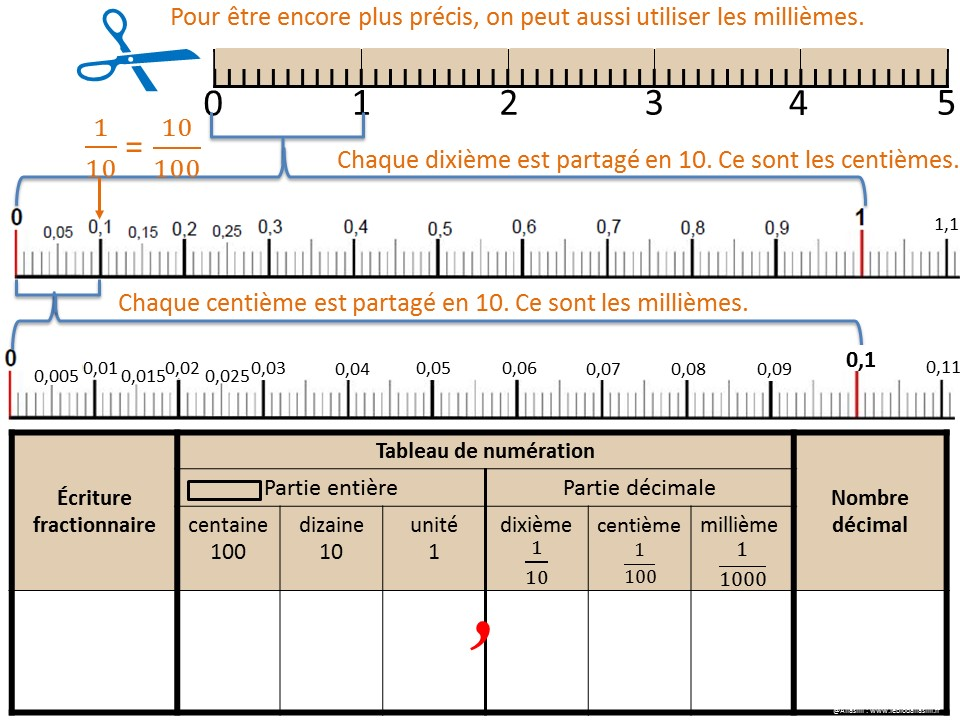 Pour être encore plus précis, on peut aussi utiliser les millièmes.
0 1 2 3 4 5
1/10 = 10/100
Chaque dixième est partagé en 10. Ce sont les centièmes.
0 0,05 0,1 0,15 0,2 0,25 0,3 0,4 0,5 0,6 0,7 0,8 0,9 1 1,1
Chaque centième est partagé en 10. Ce sont les millièmes.
0 0,005 0,01 0,015 0,02 0,025 0,03 0,04 0,05 0,06 0,07 0,08 0,09 0,1 0,11
Écriture fractionnaire
Tableau de numération
Partie entière
Partie décimale
centaine 100
dizaine 10
unité 1
dixième 1/10
centième 1/100
millième 1/1000
Nombre décimal
,